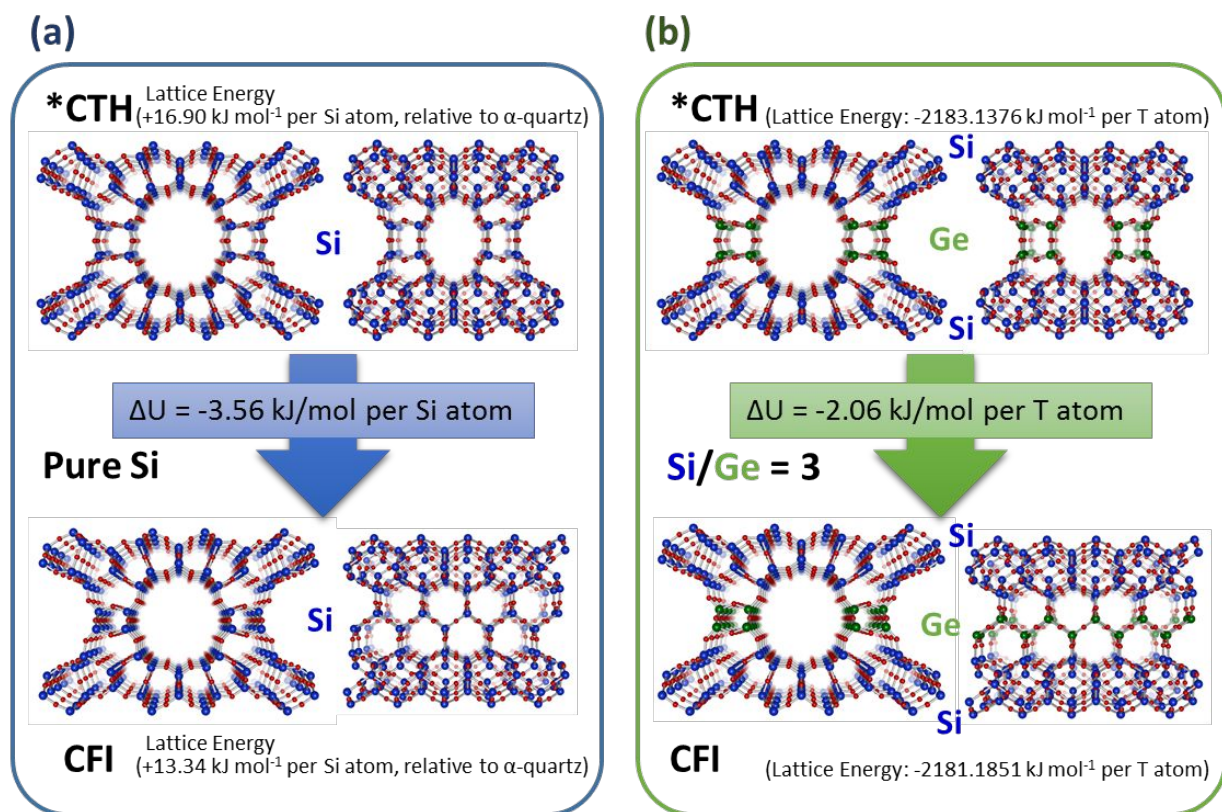 (a)
Lattice Energy
*CTH (+16.90 kJ mol⁻¹ per Si atom, relative to α-quartz)
Si
ΔU = -3.56 kJ/mol per Si atom
Pure Si
Si
Lattice Energy
CFI (+13.34 kJ mol⁻¹ per Si atom, relative to α-quartz)
(b)
*CTH (Lattice Energy: -2183.1376 kJ mol⁻¹ per T atom)
Si
Ge
Si
ΔU = -2.06 kJ/mol per T atom
Si/Ge = 3
Si
Ge
Si
CFI (Lattice Energy: -2181.1851 kJ mol⁻¹ per T atom)